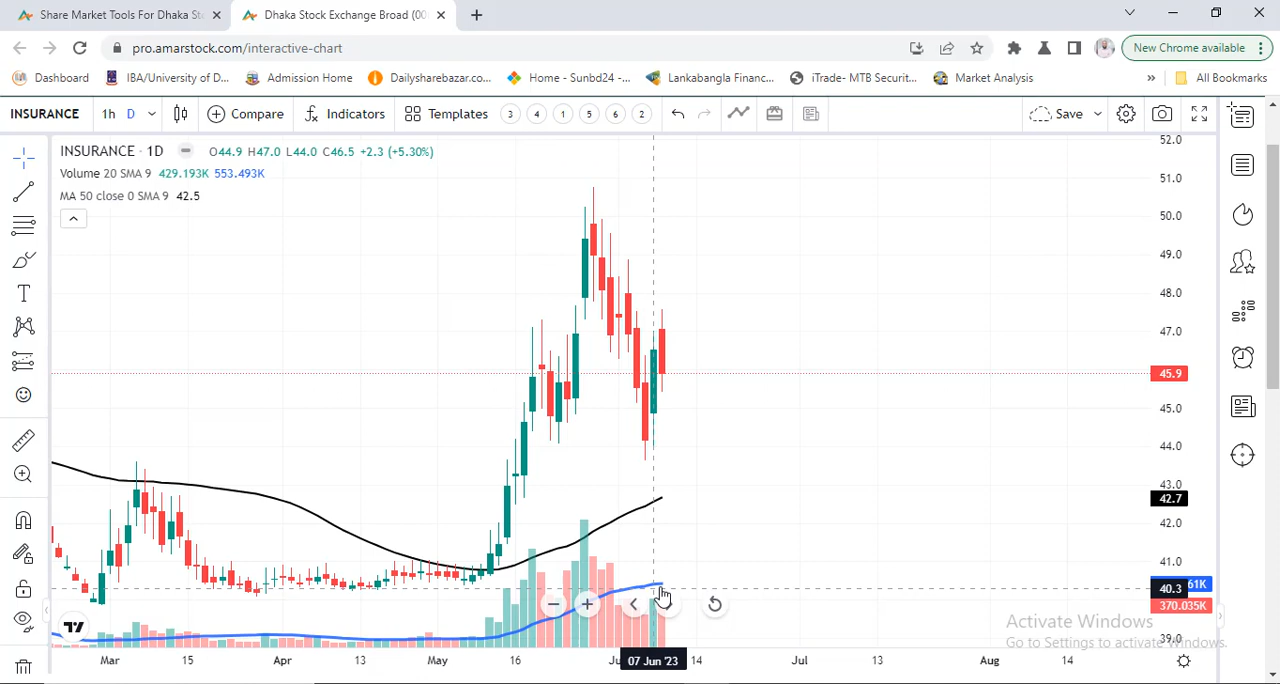 Share Market Tools For Dhaka Sto
Dhaka Stock Exchange Broad (00
pro.amarstock.com/interactive-chart
New Chrome available
Dashboard
IBA/University of D...
Admission Home
Dailysharebazar.co...
Home - Sunbd24 -...
Lankabangla Financ...
iTrade- MTB Securit...
Market Analysis
»
All Bookmarks
INSURANCE
1h
D
Compare
Indicators
Templates
3
4
1
5
6
2
Save
INSURANCE · 1D
O44.9 H47.0 L44.0 C46.5 +2.3 (+5.30%)
Volume 20 SMA 9 429.193K 553.493K
MA 50 close 0 SMA 9 42.5
52.0
51.0
50.0
49.0
48.0
47.0
45.9
45.0
44.0
43.0
42.7
42.0
41.0
61K
40.3
370.035K
39.0
Activate Windows
Go to Settings to activate Windows.
Mar
15
Apr
13
May
16
Ju
07 Jun '23
14
Jul
13
Aug
14